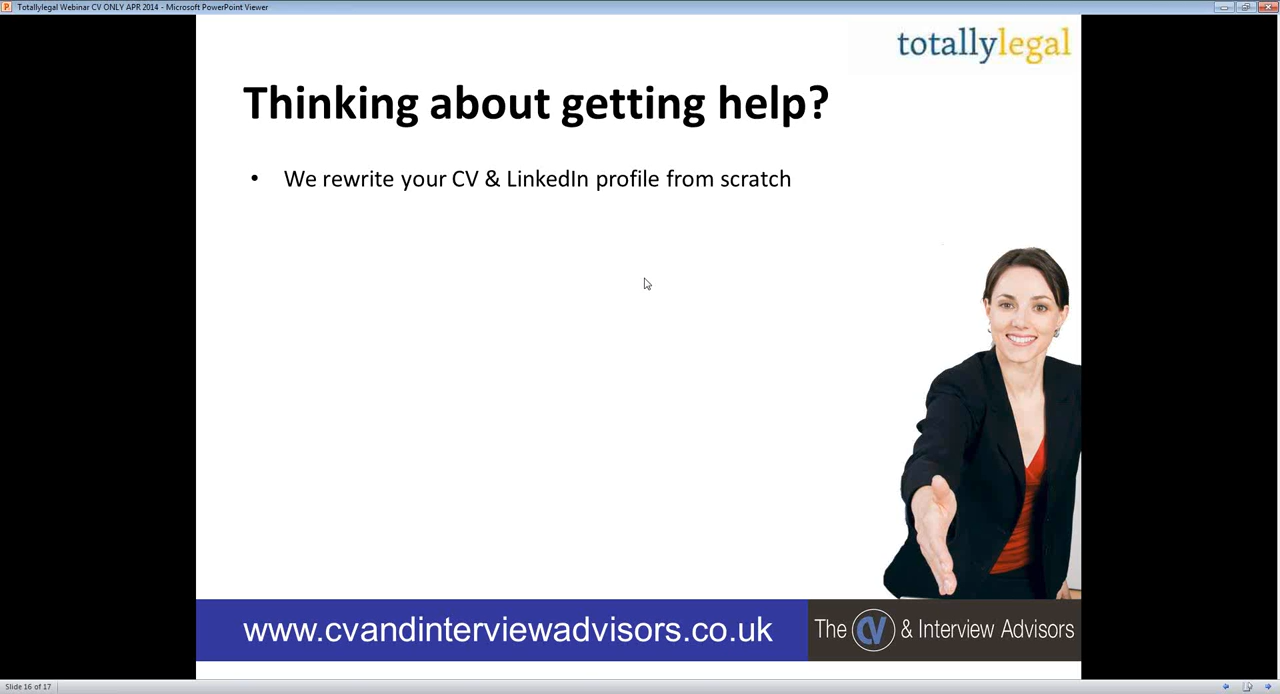 Totallylegal Webinar CV ONLY APR 2014 - Microsoft PowerPoint Viewer
totallylegal
Thinking about getting help?
• We rewrite your CV & LinkedIn profile from scratch
www.cvandinterviewadvisors.co.uk
The CV & Interview Advisors
Slide 16 of 17